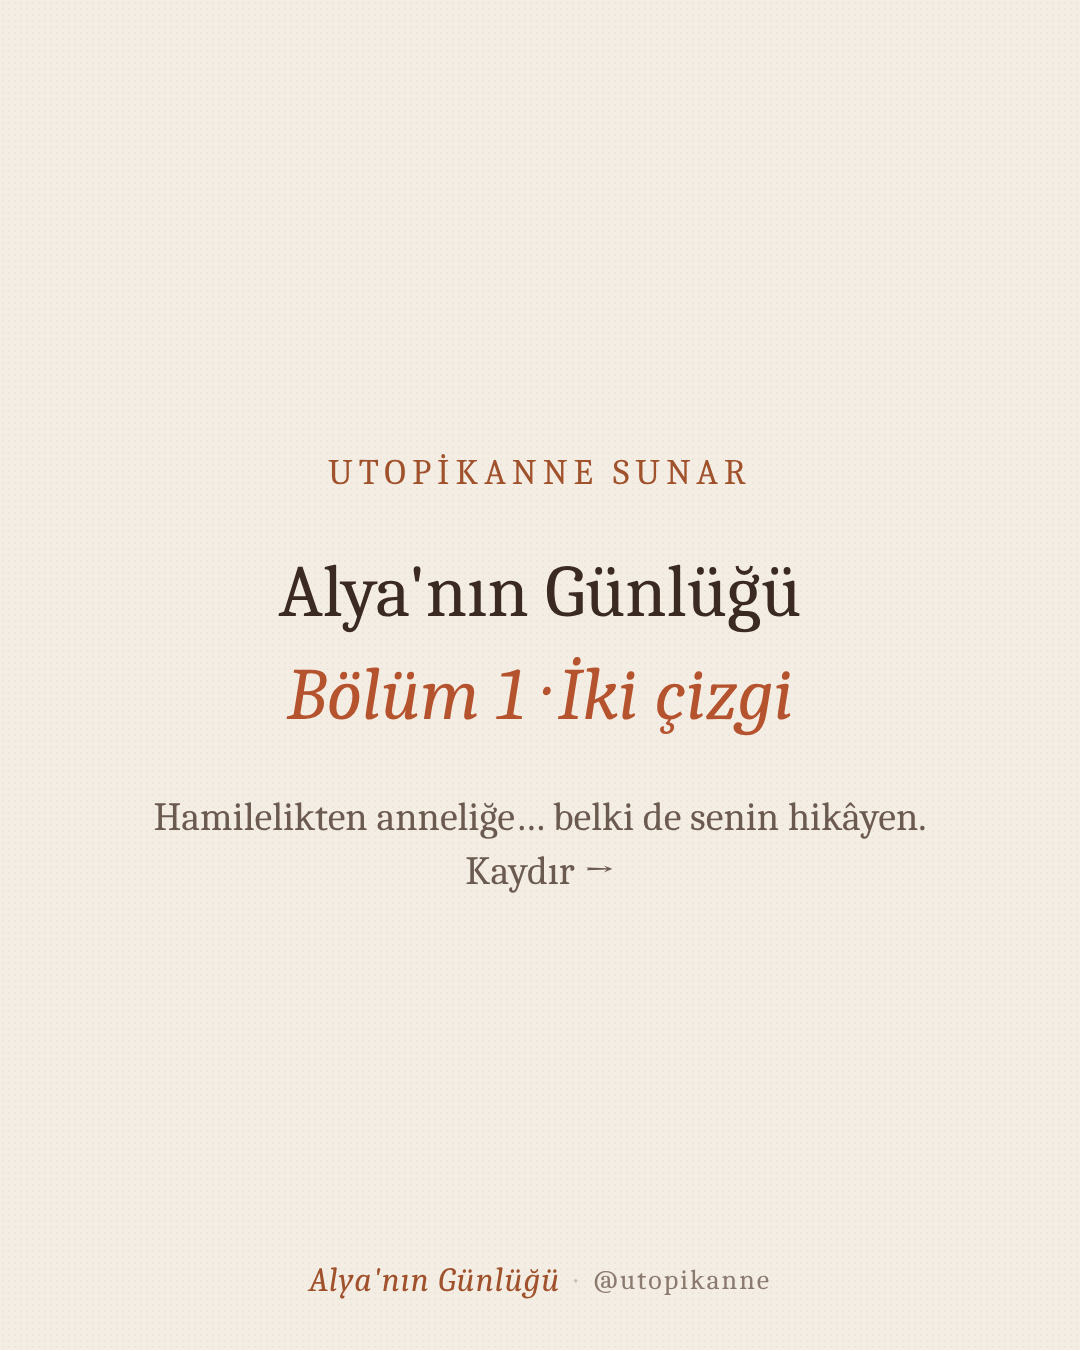 UTOPİKANNE SUNAR
Alya'nın Günlüğü
Bölüm 1·İki çizgi
Hamilelikten anneliğe… belki de senin hikâyen.
Kaydır →
Alya'nın Günlüğü · @utopikanne